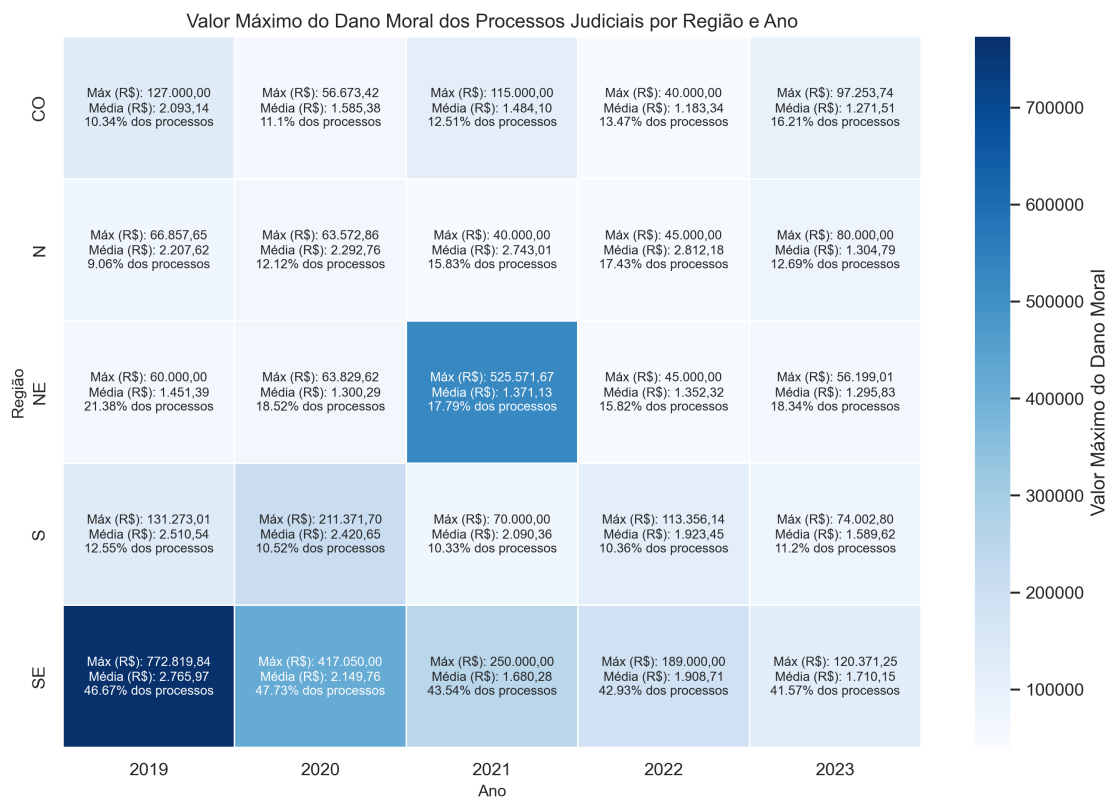 Valor Máximo do Dano Moral dos Processos Judiciais por Região e Ano
CO
Máx (R$): 127.000,00
Média (R$): 2.093,14
10.34% dos processos
Máx (R$): 56.673,42
Média (R$): 1.585,38
11.1% dos processos
Máx (R$): 115.000,00
Média (R$): 1.484,10
12.51% dos processos
Máx (R$): 40.000,00
Média (R$): 1.183,34
13.47% dos processos
Máx (R$): 97.253,74
Média (R$): 1.271,51
16.21% dos processos
N
Máx (R$): 66.857,65
Média (R$): 2.207,62
9.06% dos processos
Máx (R$): 63.572,86
Média (R$): 2.292,76
12.12% dos processos
Máx (R$): 40.000,00
Média (R$): 2.743,01
15.83% dos processos
Máx (R$): 45.000,00
Média (R$): 2.812,18
17.43% dos processos
Máx (R$): 80.000,00
Média (R$): 1.304,79
12.69% dos processos
Região
NE
Máx (R$): 60.000,00
Média (R$): 1.451,39
21.38% dos processos
Máx (R$): 63.829,62
Média (R$): 1.300,29
18.52% dos processos
Máx (R$): 525.571,67
Média (R$): 1.371,13
17.79% dos processos
Máx (R$): 45.000,00
Média (R$): 1.352,32
15.82% dos processos
Máx (R$): 56.199,01
Média (R$): 1.295,83
18.34% dos processos
S
Máx (R$): 131.273,01
Média (R$): 2.510,54
12.55% dos processos
Máx (R$): 211.371,70
Média (R$): 2.420,65
10.52% dos processos
Máx (R$): 70.000,00
Média (R$): 2.090,36
10.33% dos processos
Máx (R$): 113.356,14
Média (R$): 1.923,45
10.36% dos processos
Máx (R$): 74.002,80
Média (R$): 1.589,62
11.2% dos processos
SE
Máx (R$): 772.819,84
Média (R$): 2.765,97
46.67% dos processos
Máx (R$): 417.050,00
Média (R$): 2.149,76
47.73% dos processos
Máx (R$): 250.000,00
Média (R$): 1.680,28
43.54% dos processos
Máx (R$): 189.000,00
Média (R$): 1.908,71
42.93% dos processos
Máx (R$): 120.371,25
Média (R$): 1.710,15
41.57% dos processos
2019
2020
2021
2022
2023
Ano
700000
600000
500000
400000
300000
200000
100000
Valor Máximo do Dano Moral